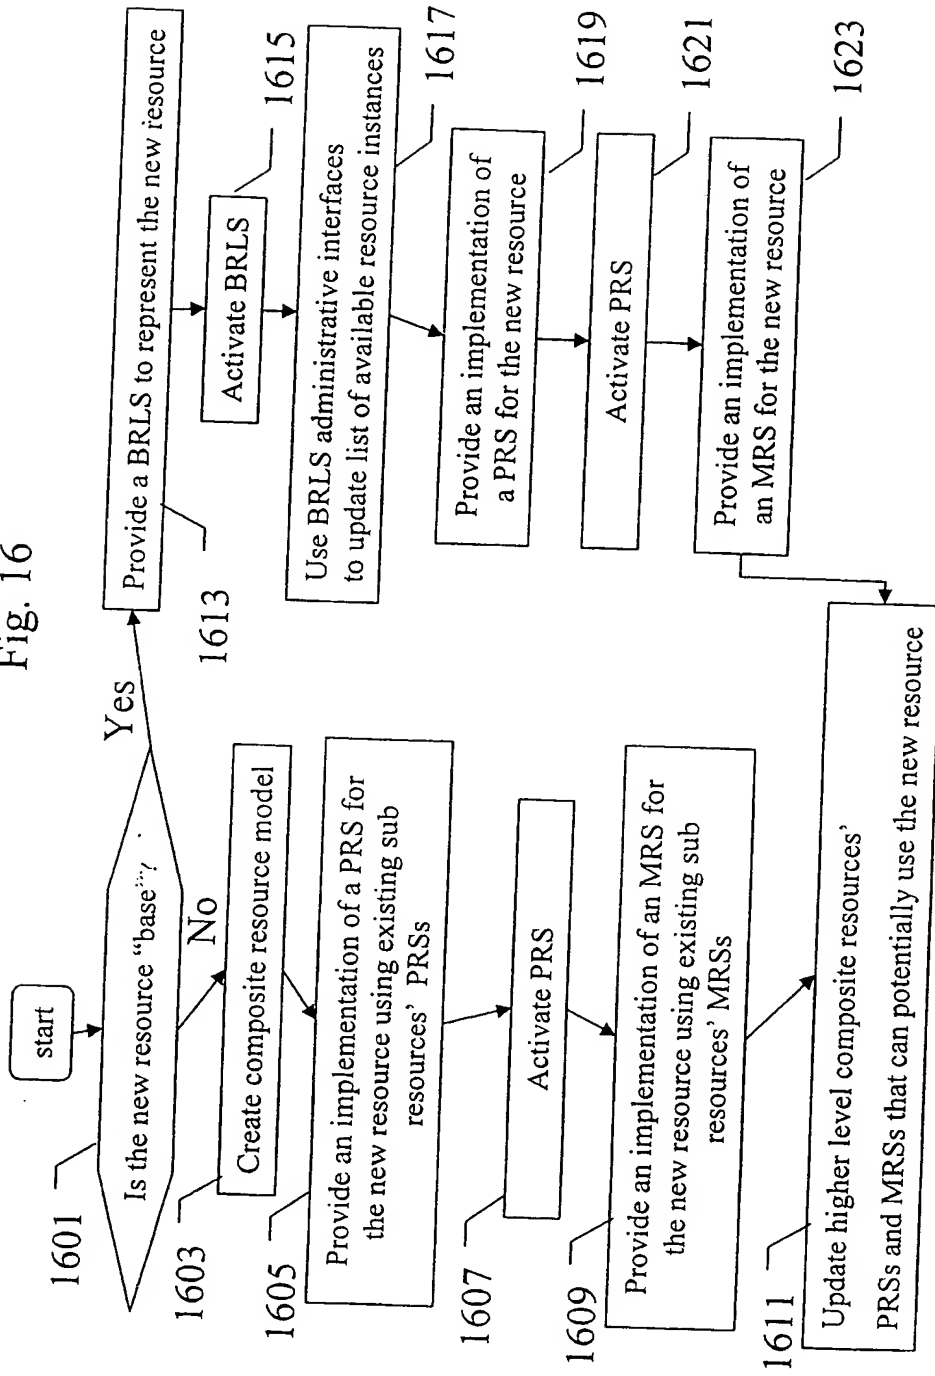 Fig. 16
start
1601
Is the new resource “base”?
Yes
No
1603
Create composite resource model
1605
Provide an implementation of a PRS for
the new resource using existing sub
resources’ PRSs
1607
Activate PRS
1609
Provide an implementation of an MRS for
the new resource using existing sub
resources’ MRSs
1611
Update higher level composite resources’
PRSs and MRSs that can potentially use the new resource
Provide a BRLS to represent the new resource
1613
Activate BRLS
1615
Use BRLS administrative interfaces
to update list of available resource instances
1617
Provide an implementation of
a PRS for the new resource
1619
Activate PRS
1621
Provide an implementation of
an MRS for the new resource
1623